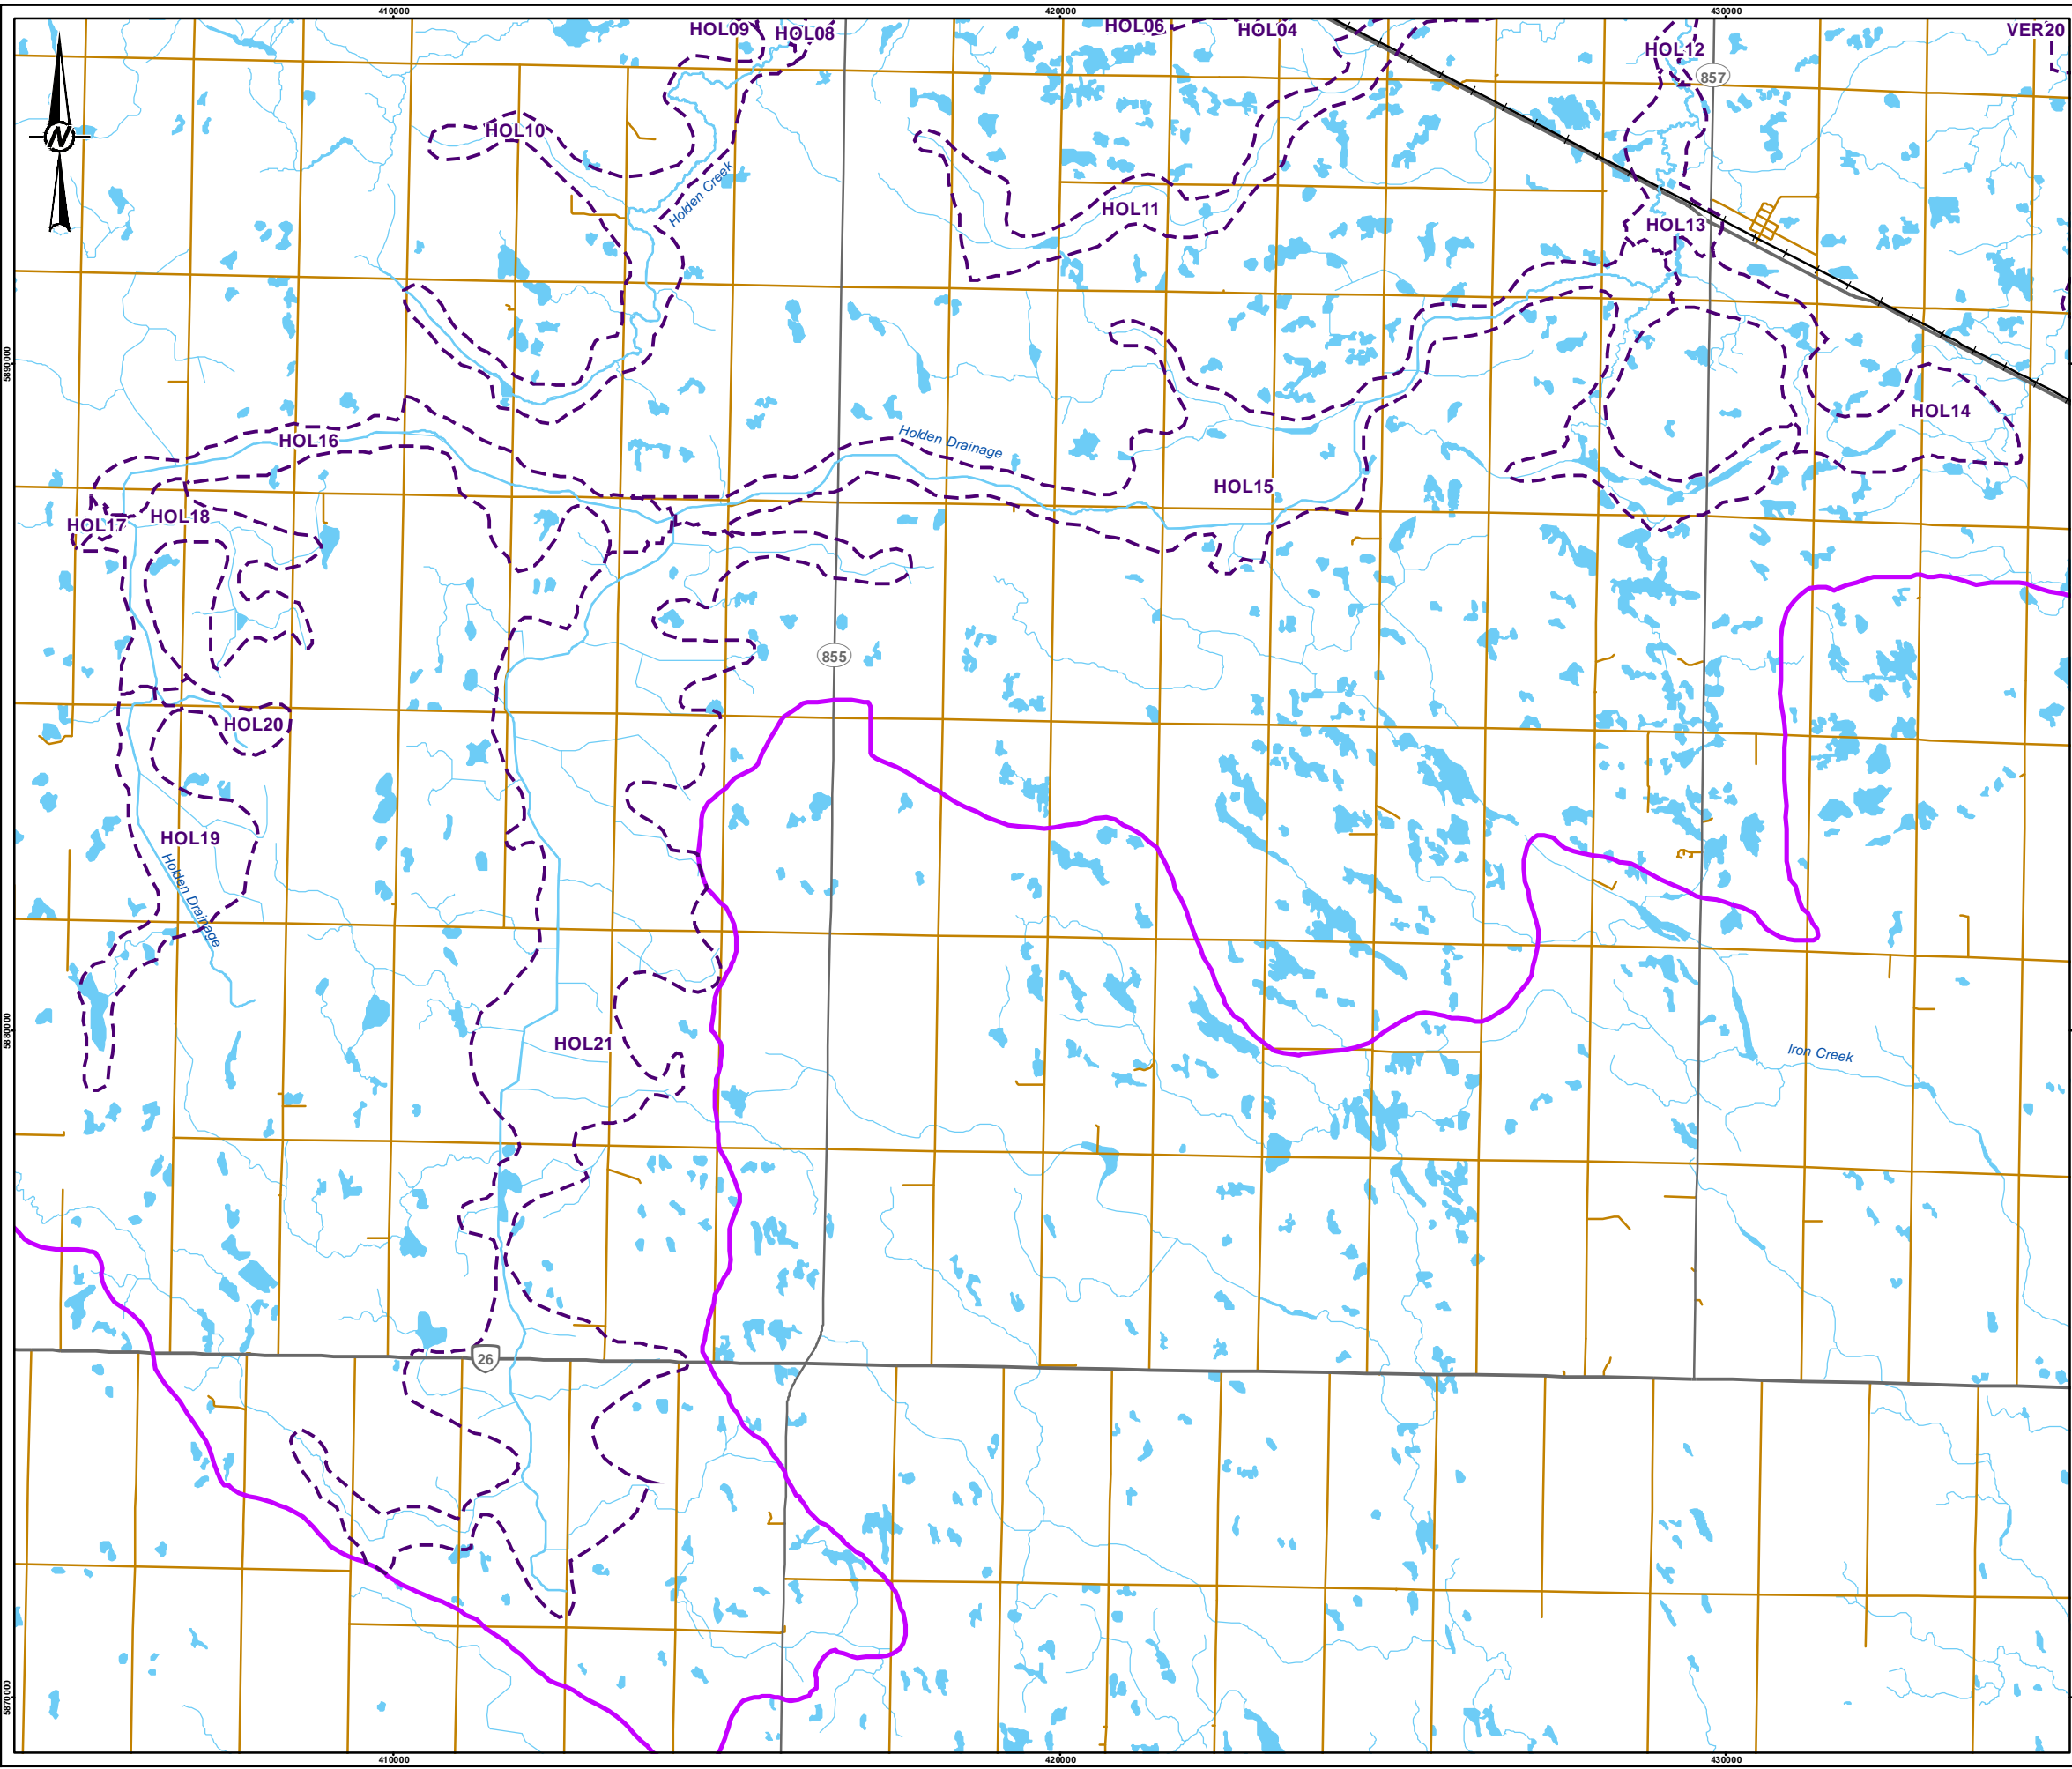 410000
420000
430000
HOL09
HOL08
HOL06
HOL04
HOL12
VER20
857
N
HOL10
Holden Creek
HOL11
HOL13
5890000
HOL14
HOL16
Holden Drainage
HOL15
HOL17
HOL18
855
HOL20
HOL19
Holden Drainage
5880000
HOL21
Iron Creek
26
5870000
410000
420000
430000